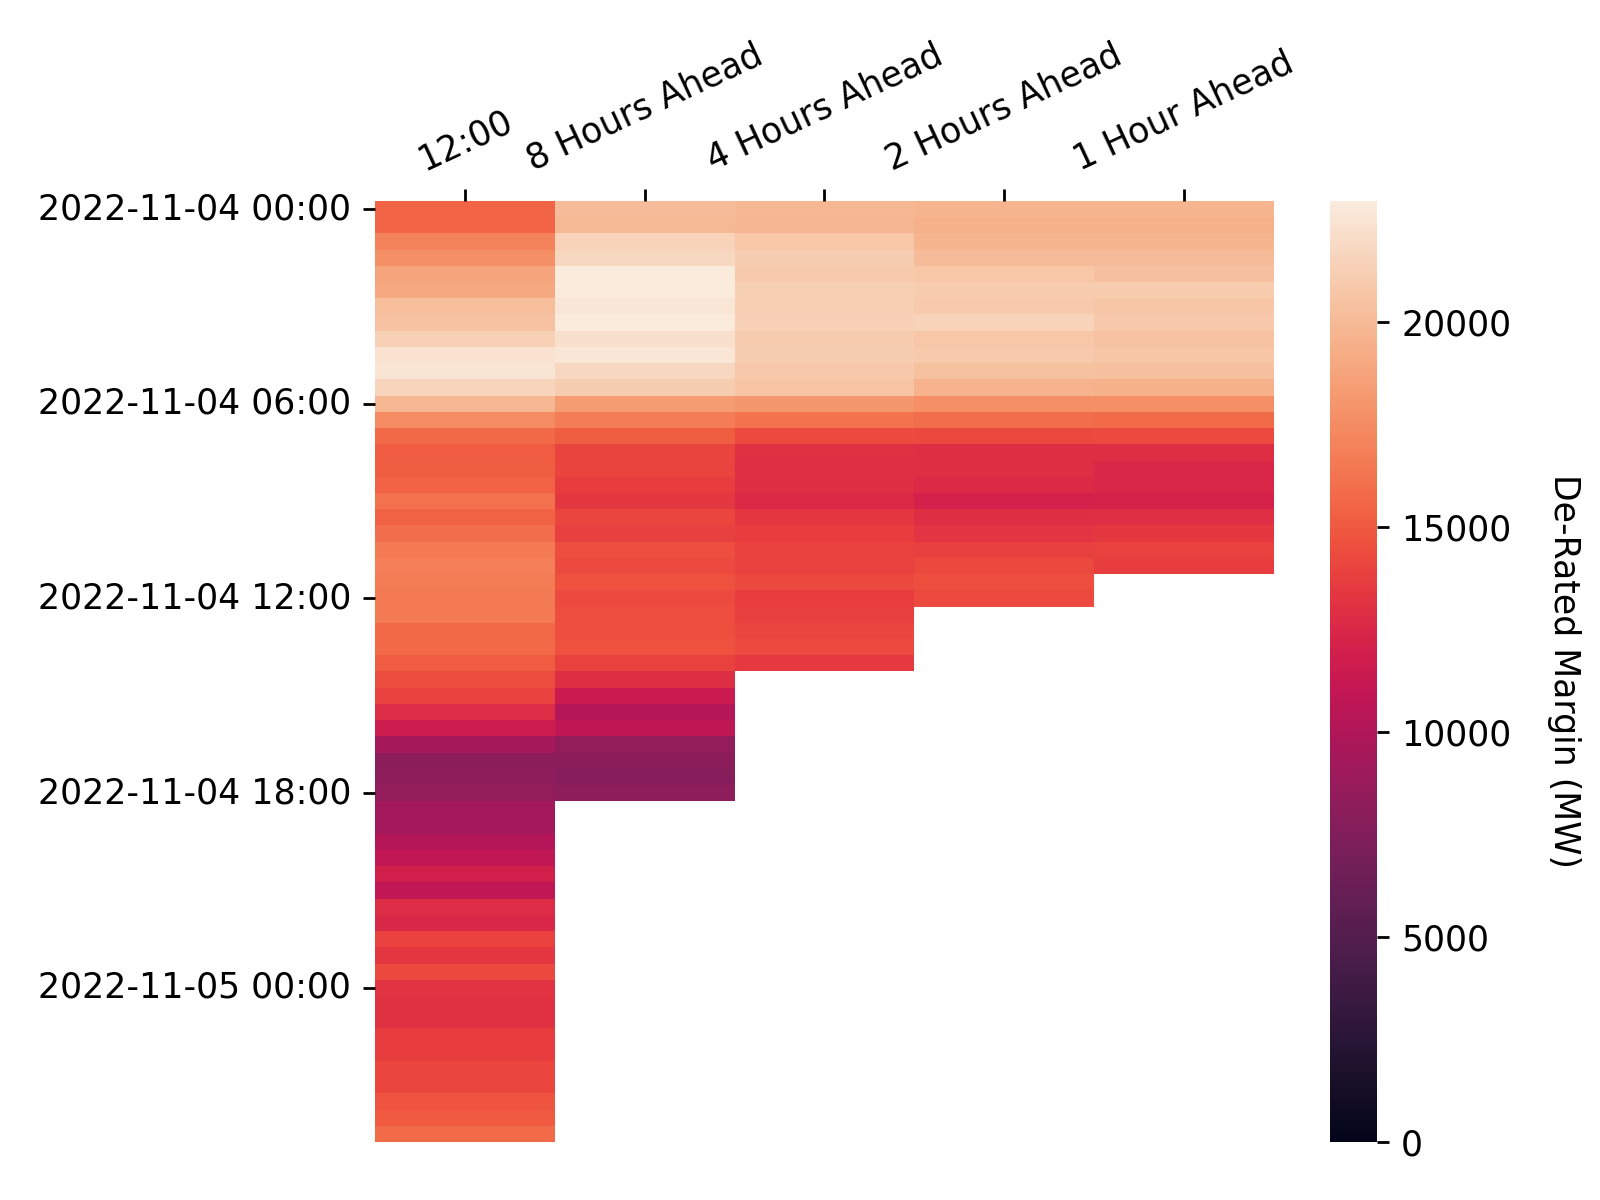 12:00
8 Hours Ahead
4 Hours Ahead
2 Hours Ahead
1 Hour Ahead
2022-11-04 00:00
2022-11-04 06:00
2022-11-04 12:00
2022-11-04 18:00
2022-11-05 00:00
20000
15000
10000
5000
0
De-Rated Margin (MW)